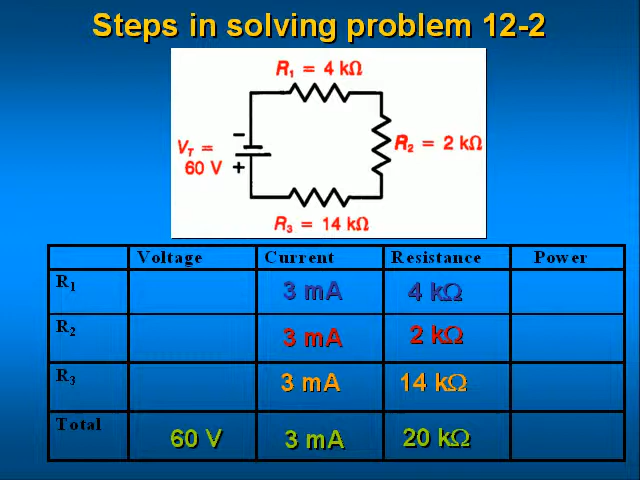 Steps in solving problem 12-2
R₁ = 4 kΩ
−
V_T =
60 V +
R₂ = 2 kΩ
R₃ = 14 kΩ
Voltage Current Resistance Power
R₁ 3 mA 4 kΩ
R₂ 3 mA 2 kΩ
R₃ 3 mA 14 kΩ
Total 60 V 3 mA 20 kΩ